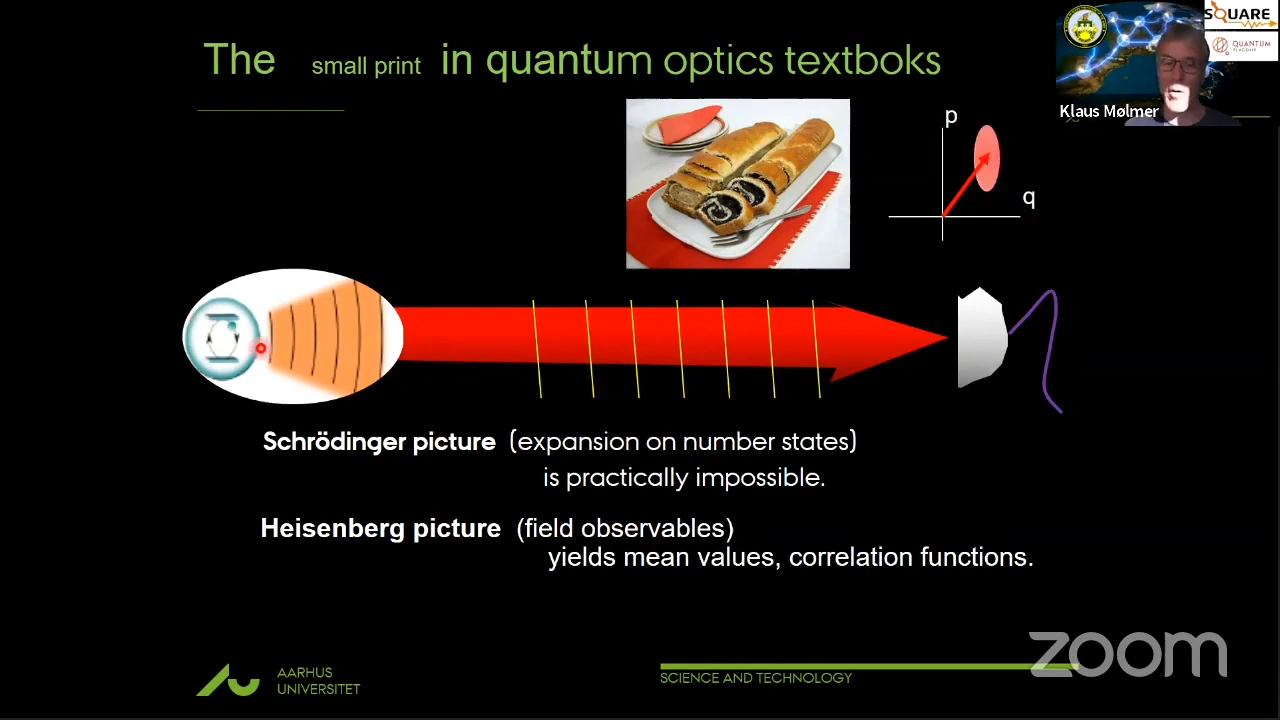 The small print in quantum optics textboks
SQUARE
QUANTUM
FLAGSHIP
Klaus Mølmer
p
q
Schrödinger picture (expansion on number states)
is practically impossible.
Heisenberg picture (field observables)
yields mean values, correlation functions.
AARHUS
UNIVERSITET
SCIENCE AND TECHNOLOGY
zoom